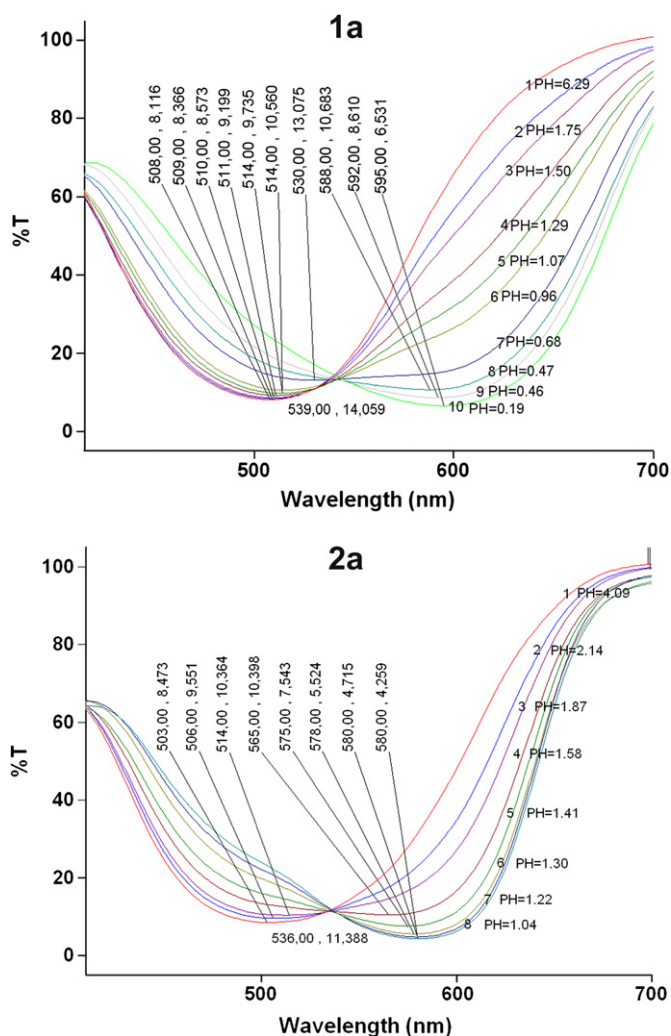 1a
100
80
60
40
20
0
%T
508,00 , 8,116
509,00 , 8,366
510,00 , 8,573
511,00 , 9,199
514,00 , 9,735
514,00 , 10,560
530,00 , 13,075
588,00 , 10,683
592,00 , 8,610
595,00 , 6,531
1 PH=6.29
2 PH=1.75
3 PH=1.50
4 PH=1.29
5 PH=1.07
6 PH=0.96
7 PH=0.68
8 PH=0.47
9 PH=0.46
10 PH=0.19
539,00 , 14,059
500
600
700
Wavelength (nm)
2a
100
80
60
40
20
0
%T
503,00 , 8,473
506,00 , 9,551
514,00 , 10,364
565,00 , 10,398
575,00 , 7,543
578,00 , 5,524
580,00 , 4,715
580,00 , 4,259
1 PH=4.09
2 PH=2.14
3 PH=1.87
4 PH=1.58
5 PH=1.41
6 PH=1.30
7 PH=1.22
8 PH=1.04
536,00 , 11,388
500
600
700
Wavelength (nm)